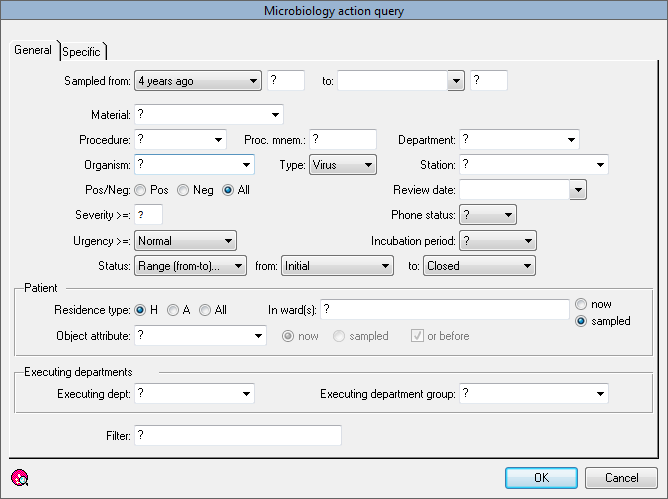 Microbiology action query
General Specific
Sampled from: 4 years ago ? to: ?
Material: ?
Procedure: ? Proc. mnem.: ? Department: ?
Organism: ? Type: Virus Station: ?
Pos/Neg: Pos Neg All Review date:
Severity >=: ? Phone status: ?
Urgency >=: Normal Incubation period: ?
Status: Range (from-to)... from: Initial to: Closed
Patient
Residence type: H A All In ward(s): ? now
sampled
Object attribute: ? now sampled or before
Executing departments
Executing dept: ? Executing department group: ?
Filter: ?
OK Cancel